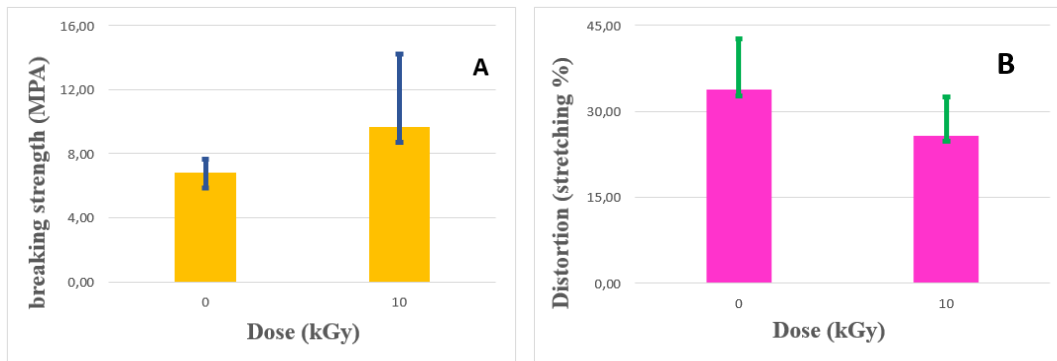 breaking strength (MPA)
16,00
12,00
8,00
4,00
0,00
A
0
10
Dose (kGy)
Distortion (stretching %)
45,00
30,00
15,00
0,00
B
0
10
Dose (kGy)